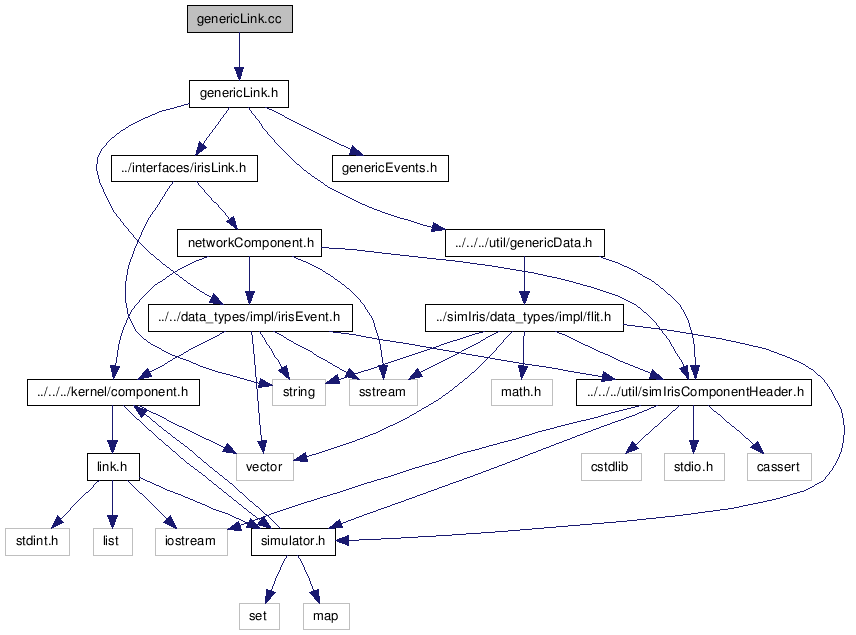 genericLink.cc
genericLink.h
../interfaces/irisLink.h
genericEvents.h
networkComponent.h
../../../util/genericData.h
../../data_types/impl/irisEvent.h
../simIris/data_types/impl/flit.h
../../../kernel/component.h
string
sstream
math.h
../../../util/simIrisComponentHeader.h
link.h
vector
cstdlib
stdio.h
cassert
stdint.h
list
iostream
simulator.h
set
map